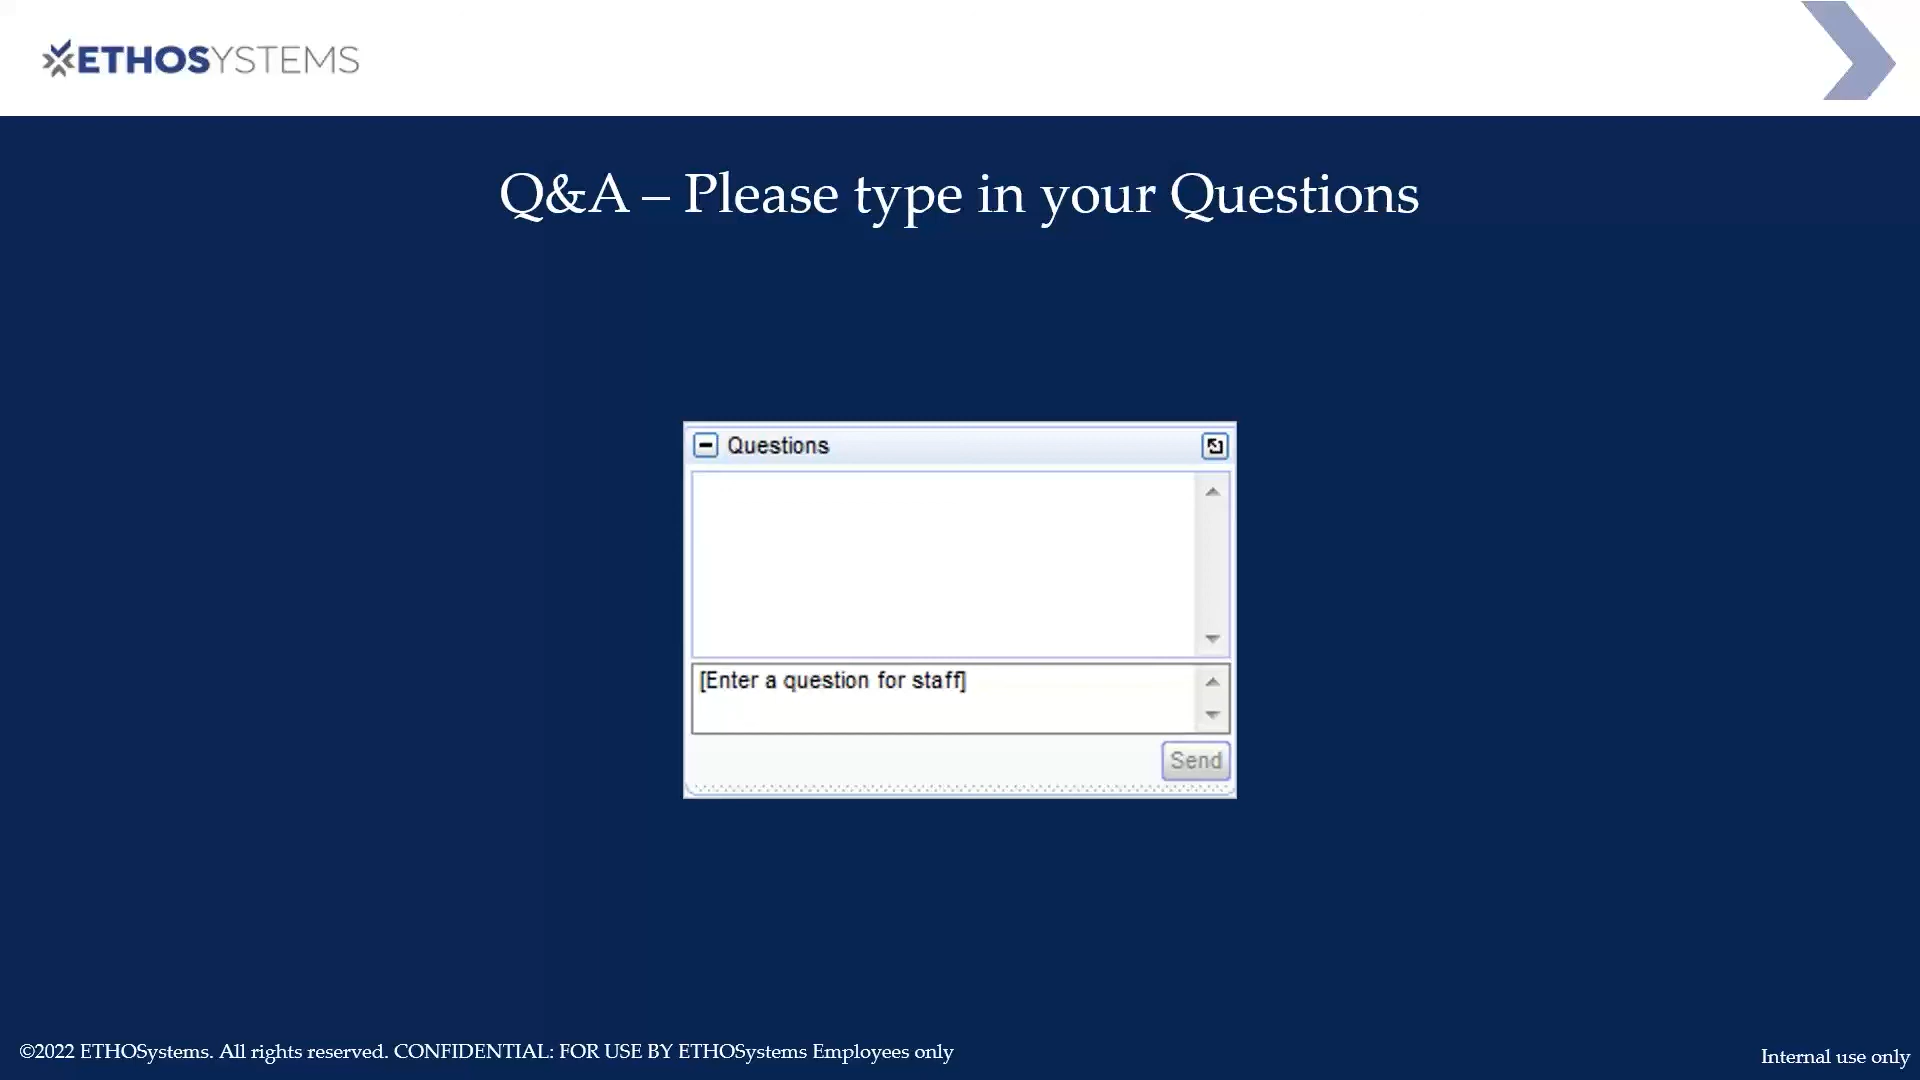 ETHOSYSTEMS
Q&A – Please type in your Questions
Questions
[Enter a question for staff]
Send
©2022 ETHOSystems. All rights reserved. CONFIDENTIAL: FOR USE BY ETHOSystems Employees only
Internal use only